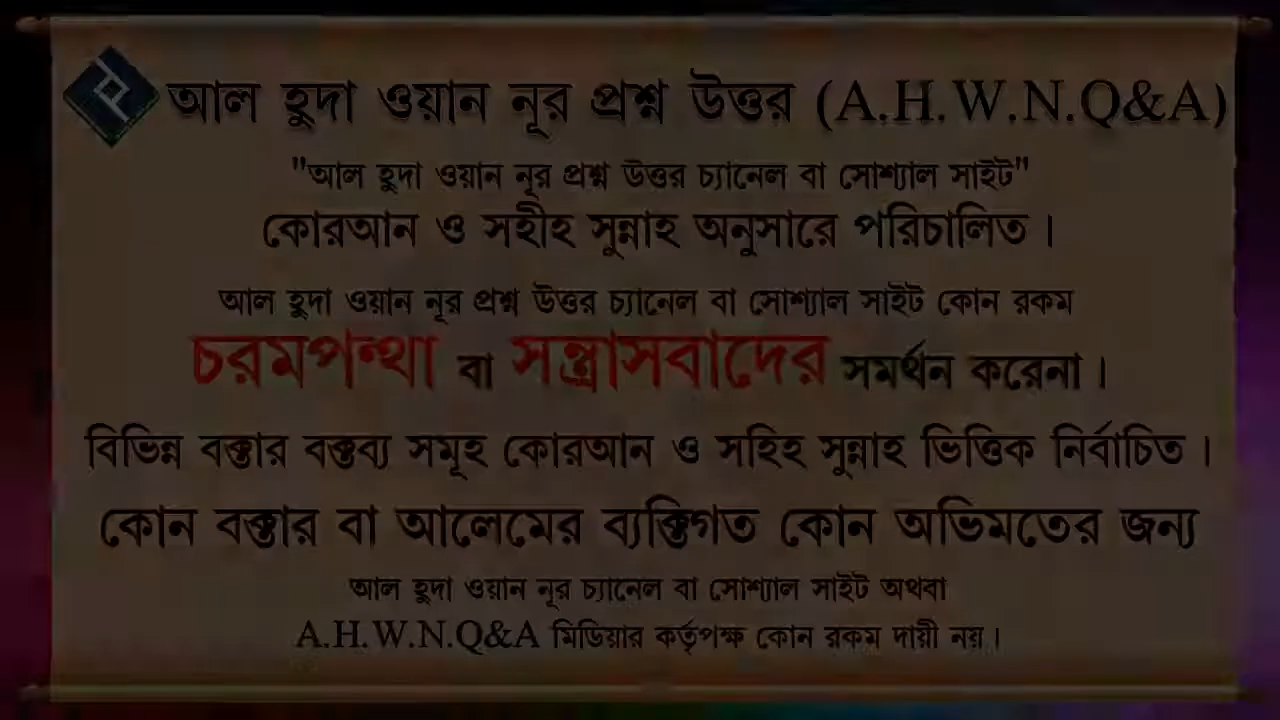 আল হুদা ওয়ান নূর প্রশ্ন উত্তর (A.H.W.N.Q&A)
"আল হুদা ওয়ান নূর প্রশ্ন উত্তর চ্যানেল বা সোশ্যাল সাইট"
কোরআন ও সহীহ সুন্নাহ অনুসারে পরিচালিত।
আল হুদা ওয়ান নূর প্রশ্ন উত্তর চ্যানেল বা সোশ্যাল সাইট কোন রকম
চরমপন্থা বা সন্ত্রাসবাদের সমর্থন করেনা।
বিভিন্ন বক্তার বক্তব্য সমূহ কোরআন ও সহিহ সুন্নাহ ভিত্তিক নির্বাচিত।
কোন বক্তার বা আলেমের ব্যক্তিগত কোন অভিমতের জন্য
আল হুদা ওয়ান নূর চ্যানেল বা সোশ্যাল সাইট অথবা
A.H.W.N.Q&A মিডিয়ার কর্তৃপক্ষ কোন রকম দায়ী নয়।